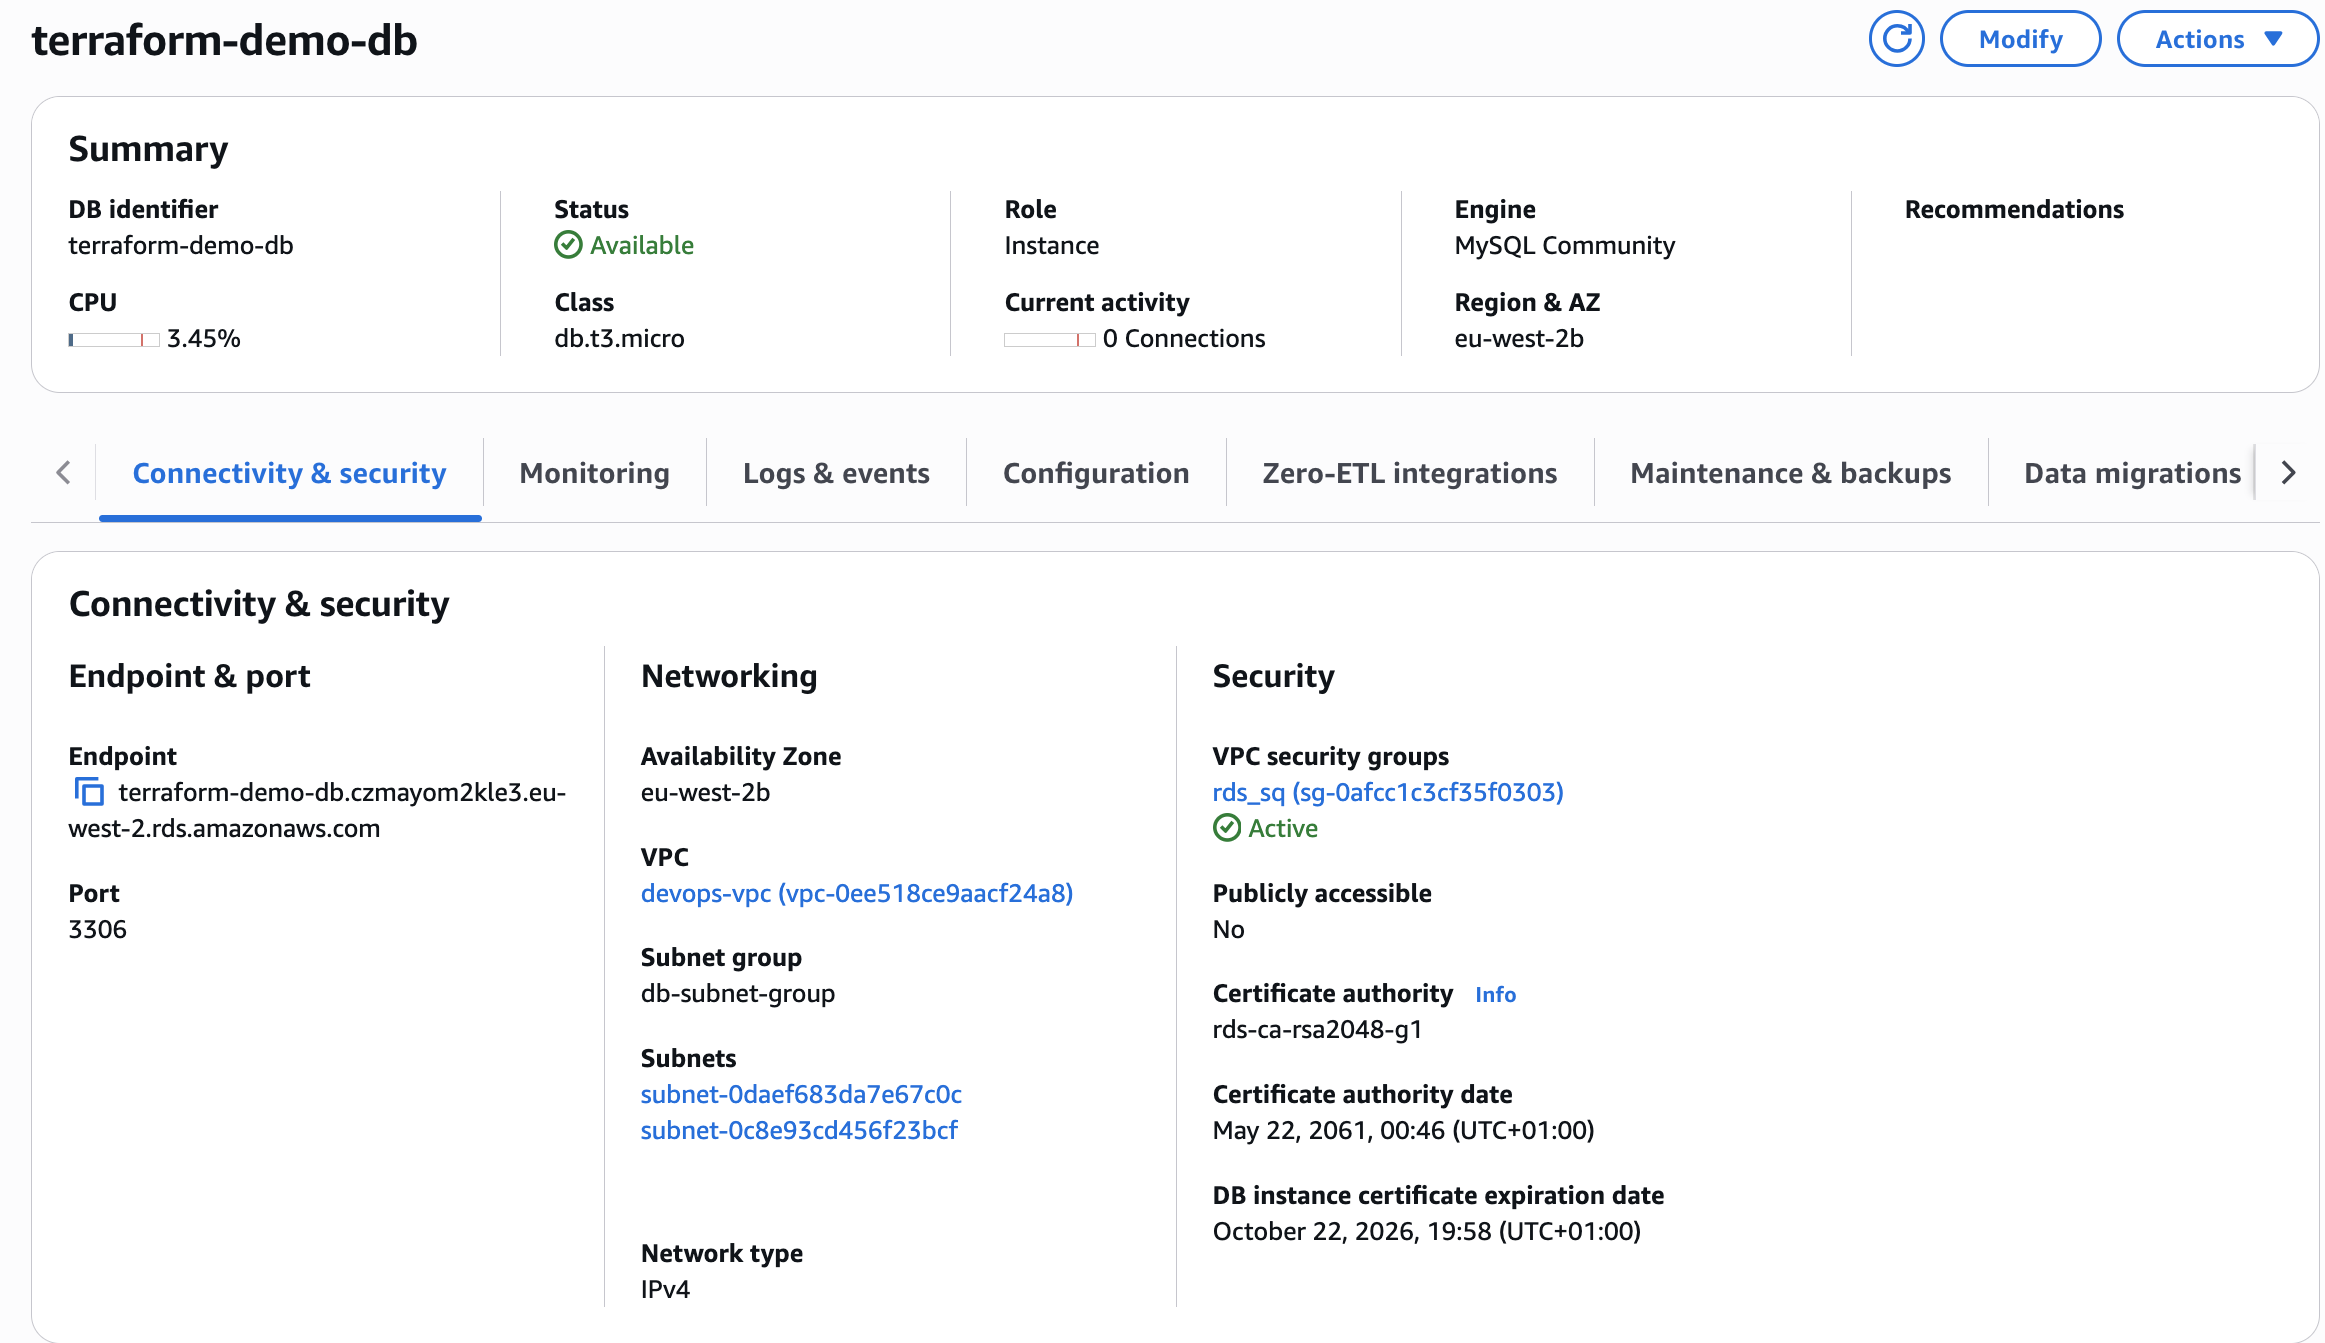 terraform-demo-db
Modify
Actions
Summary
DB identifier
terraform-demo-db
Status
Available
Role
Instance
Engine
MySQL Community
Recommendations
CPU
3.45%
Class
db.t3.micro
Current activity
0 Connections
Region & AZ
eu-west-2b
Connectivity & security
Monitoring
Logs & events
Configuration
Zero-ETL integrations
Maintenance & backups
Data migrations
Connectivity & security
Endpoint & port
Endpoint
terraform-demo-db.czmayom2kle3.eu-
west-2.rds.amazonaws.com
Port
3306
Networking
Availability Zone
eu-west-2b
VPC
devops-vpc (vpc-0ee518ce9aacf24a8)
Subnet group
db-subnet-group
Subnets
subnet-0daef683da7e67c0c
subnet-0c8e93cd456f23bcf
Network type
IPv4
Security
VPC security groups
rds_sq (sg-0afcc1c3cf35f0303)
Active
Publicly accessible
No
Certificate authority Info
rds-ca-rsa2048-g1
Certificate authority date
May 22, 2061, 00:46 (UTC+01:00)
DB instance certificate expiration date
October 22, 2026, 19:58 (UTC+01:00)